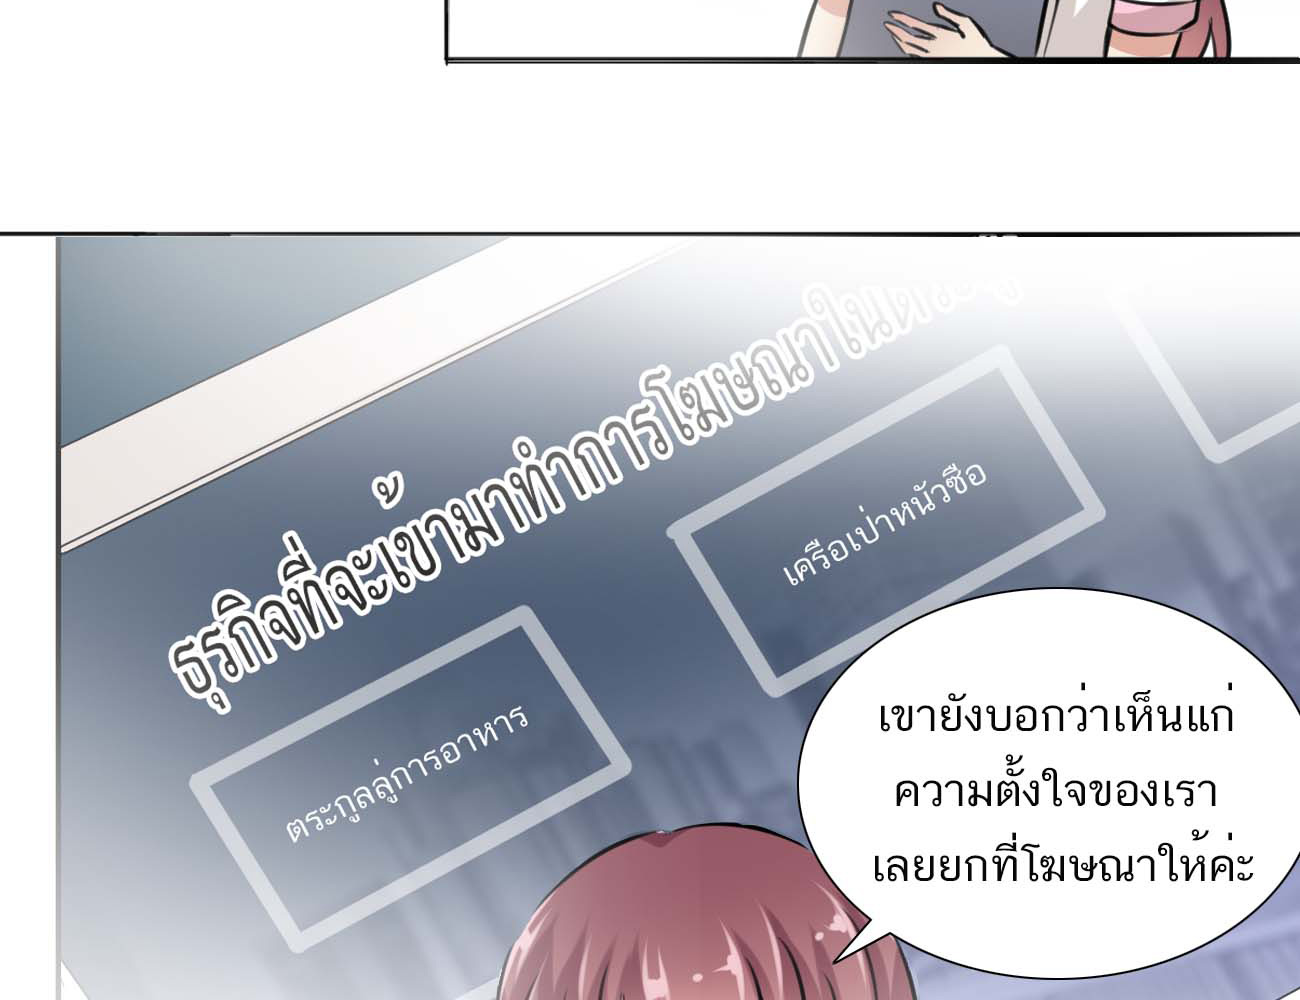 ธุรกิจที่จะเข้ามาทำการโฆษณาใน
เครือเป่าหนัวซือ
ตระกูลลู่การอาหาร
เขายังบอกว่าเห็นแก่
ความตั้งใจของเรา
เลยยกที่โฆษณาให้ค่ะ